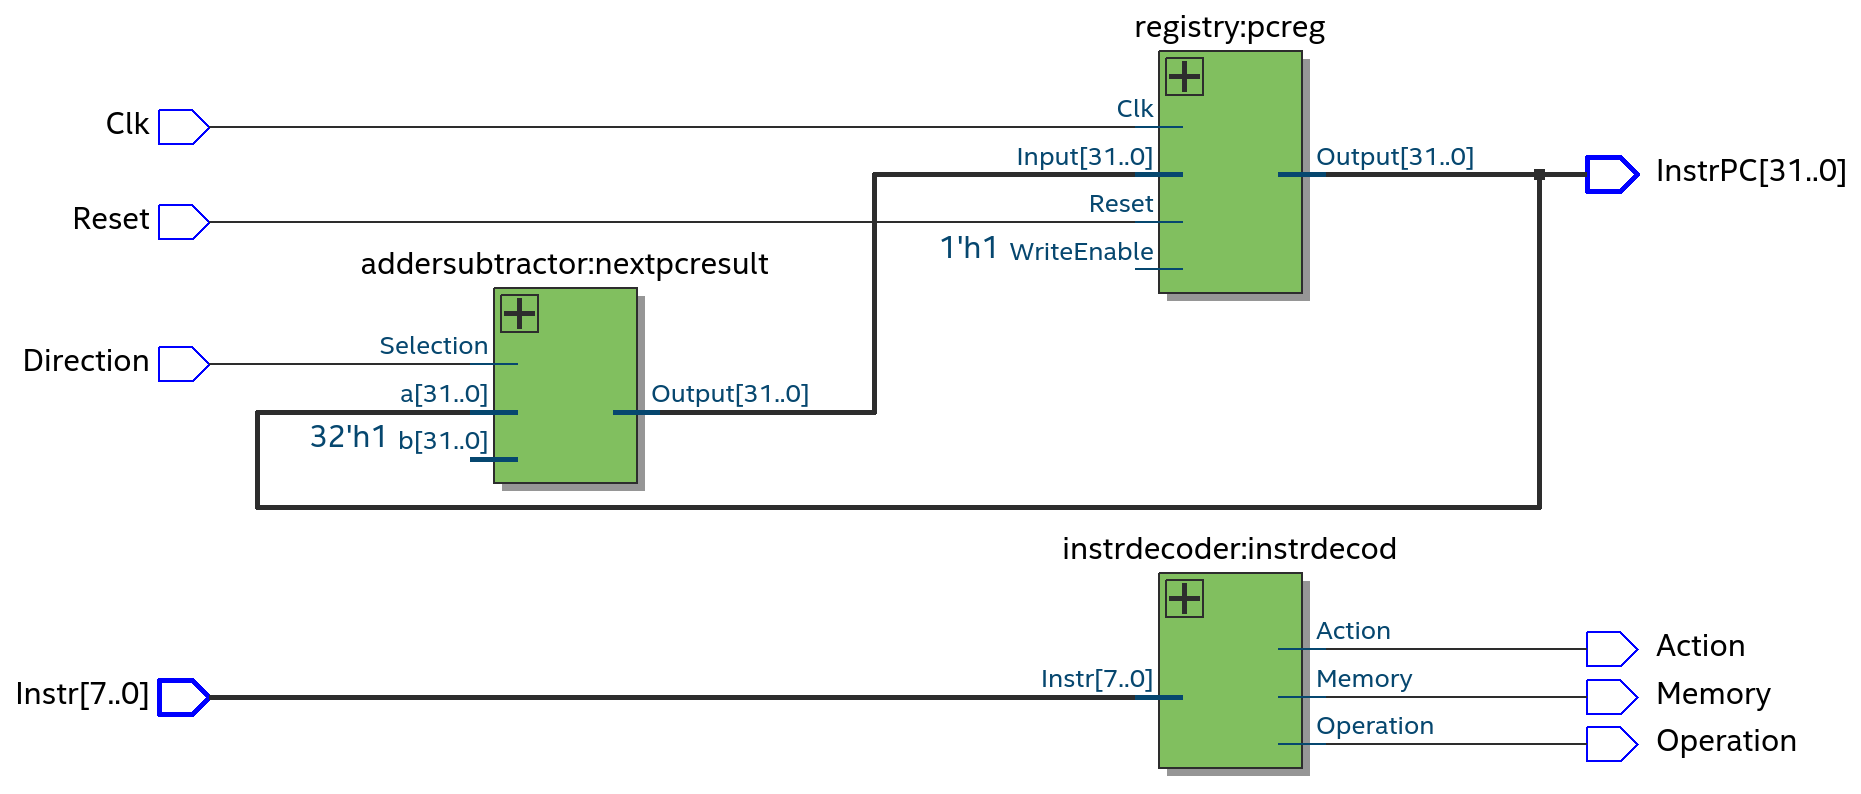 registry:pcreg
Clk
Clk
Input[31..0]
Output[31..0]
InstrPC[31..0]
Reset
Reset
1'h1 WriteEnable
addersubtractor:nextpcresult
Direction
Selection
a[31..0]
Output[31..0]
32'h1 b[31..0]
instrdecoder:instrdecod
Action
Action
Instr[7..0]
Instr[7..0]
Memory
Memory
Operation
Operation